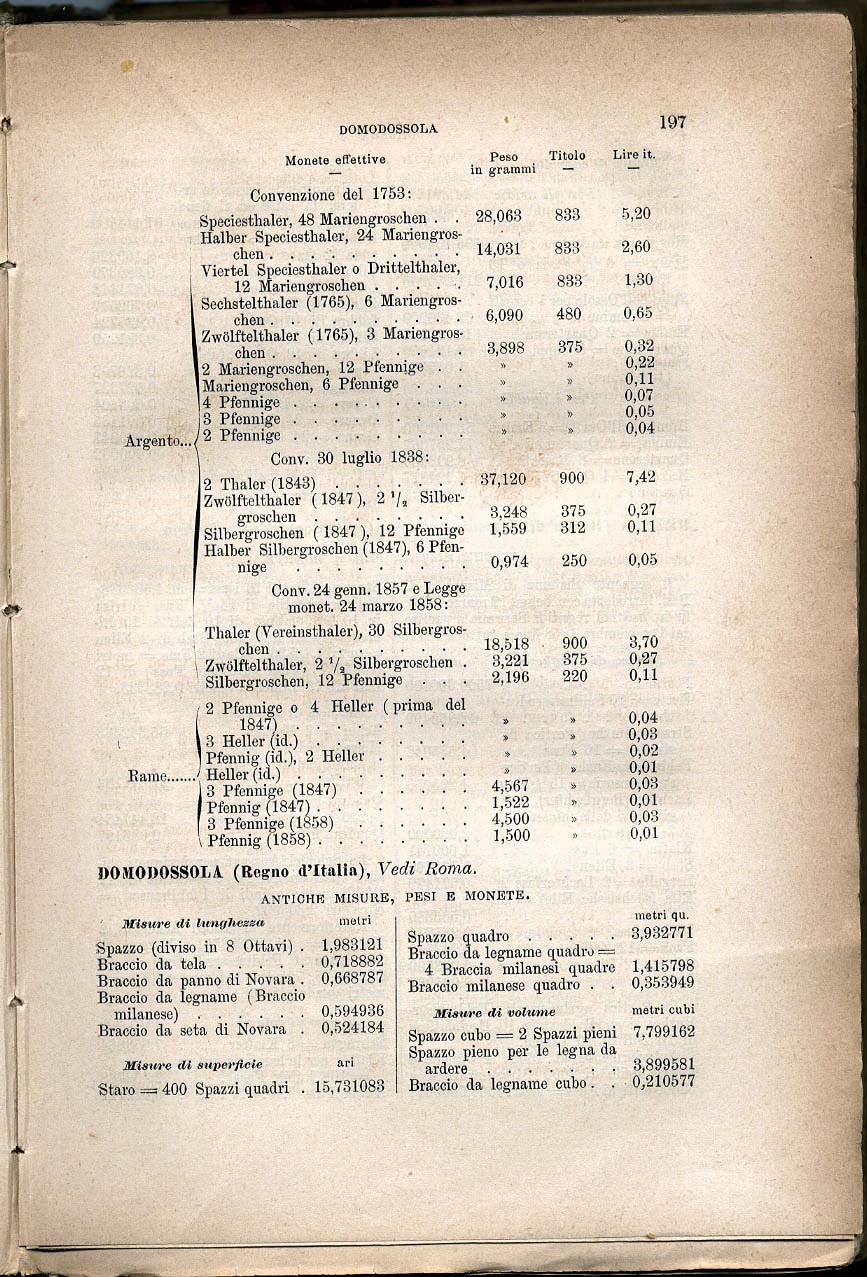 DOMODOSSOLA 197
Monete effettive Peso in grammi Titolo Lire it.
Convenzione del 1753:
Speciesthaler, 48 Mariengroschen . . 28,063 833 5,20
Halber Speciesthaler, 24 Mariengros-
chen . . . . . . . . . . 14,031 833 2,60
Viertel Speciesthaler o Drittelthaler,
12 Mariengroschen . . . . . 7,016 833 1,30
Sechstelthaler (1765), 6 Mariengros-
chen . . . . . . . . . . 6,090 480 0,65
Zwölftelthaler (1765), 3 Mariengros-
chen . . . . . . . . . . 3,898 375 0,32
2 Mariengroschen, 12 Pfennige . . » » 0,22
Mariengroschen, 6 Pfennige . . . » » 0,11
4 Pfennige . . . . . . . . . » » 0,07
3 Pfennige . . . . . . . . . » » 0,05
Argento... 2 Pfennige . . . . . . . . . » » 0,04
Conv. 30 luglio 1838:
2 Thaler (1843) . . . . . . . 37,120 900 7,42
Zwölftelthaler (1847), 2 1/2 Silber-
groschen . . . . . . . . 3,248 375 0,27
Silbergroschen (1847), 12 Pfennige 1,559 312 0,11
Halber Silbergroschen (1847), 6 Pfen-
nige . . . . . . . . . 0,974 250 0,05
Conv. 24 genn. 1857 e Legge
monet. 24 marzo 1858:
Thaler (Vereinsthaler), 30 Silbergros-
chen . . . . . . . . . . 18,518 900 3,70
Zwölftelthaler, 2 1/2 Silbergroschen . 3,221 375 0,27
Silbergroschen, 12 Pfennige . . . 2,196 220 0,11
2 Pfennige o 4 Heller (prima del
1847) . . . . . . . . . » » 0,04
3 Heller (id.) . . . . . . . . » » 0,03
Pfennig (id.), 2 Heller . . . . . » » 0,02
Rame...... Heller (id.) . . . . . . . . . » » 0,01
3 Pfennige (1847) . . . . . . 4,567 » 0,03
Pfennig (1847) . . . . . . . . 1,522 » 0,01
3 Pfennige (1858) . . . . . . . 4,500 » 0,03
Pfennig (1858) . . . . . . . . 1,500 » 0,01
DOMODOSSOLA (Regno d'Italia), Vedi Roma.
ANTICHE MISURE, PESI E MONETE.
Misure di lunghezza metri
Spazzo (diviso in 8 Ottavi) . 1,983121
Braccio da tela . . . . . 0,718882
Braccio da panno di Novara . 0,668787
Braccio da legname (Braccio
milanese) . . . . . . 0,594936
Braccio da seta di Novara . 0,524184
Misure di superficie ari
Staro = 400 Spazzi quadri . 15,731083
metri qu.
Spazzo quadro . . . . . 3,932771
Braccio da legname quadro =
4 Braccia milanesi quadre 1,415798
Braccio milanese quadro . . 0,353949
Misure di volume metri cubi
Spazzo cubo = 2 Spazzi pieni 7,799162
Spazzo pieno per le legna da
ardere . . . . . . . 3,899581
Braccio da legname cubo . . 0,210577